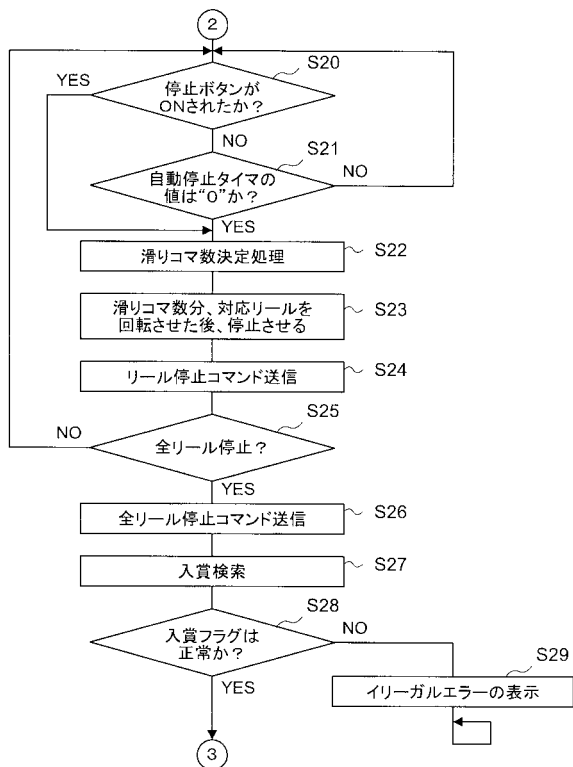 2
S20
YES
停止ボタンが
ONされたか？
NO
S21
自動停止タイマの
値は“0”か？
NO
YES
滑りコマ数決定処理
S22
滑りコマ数分、対応リールを
回転させた後、停止させる
S23
リール停止コマンド送信
S24
S25
NO
全リール停止？
YES
全リール停止コマンド送信
S26
入賞検索
S27
S28
入賞フラグは
正常か？
NO
YES
S29
イリーガルエラーの表示
3